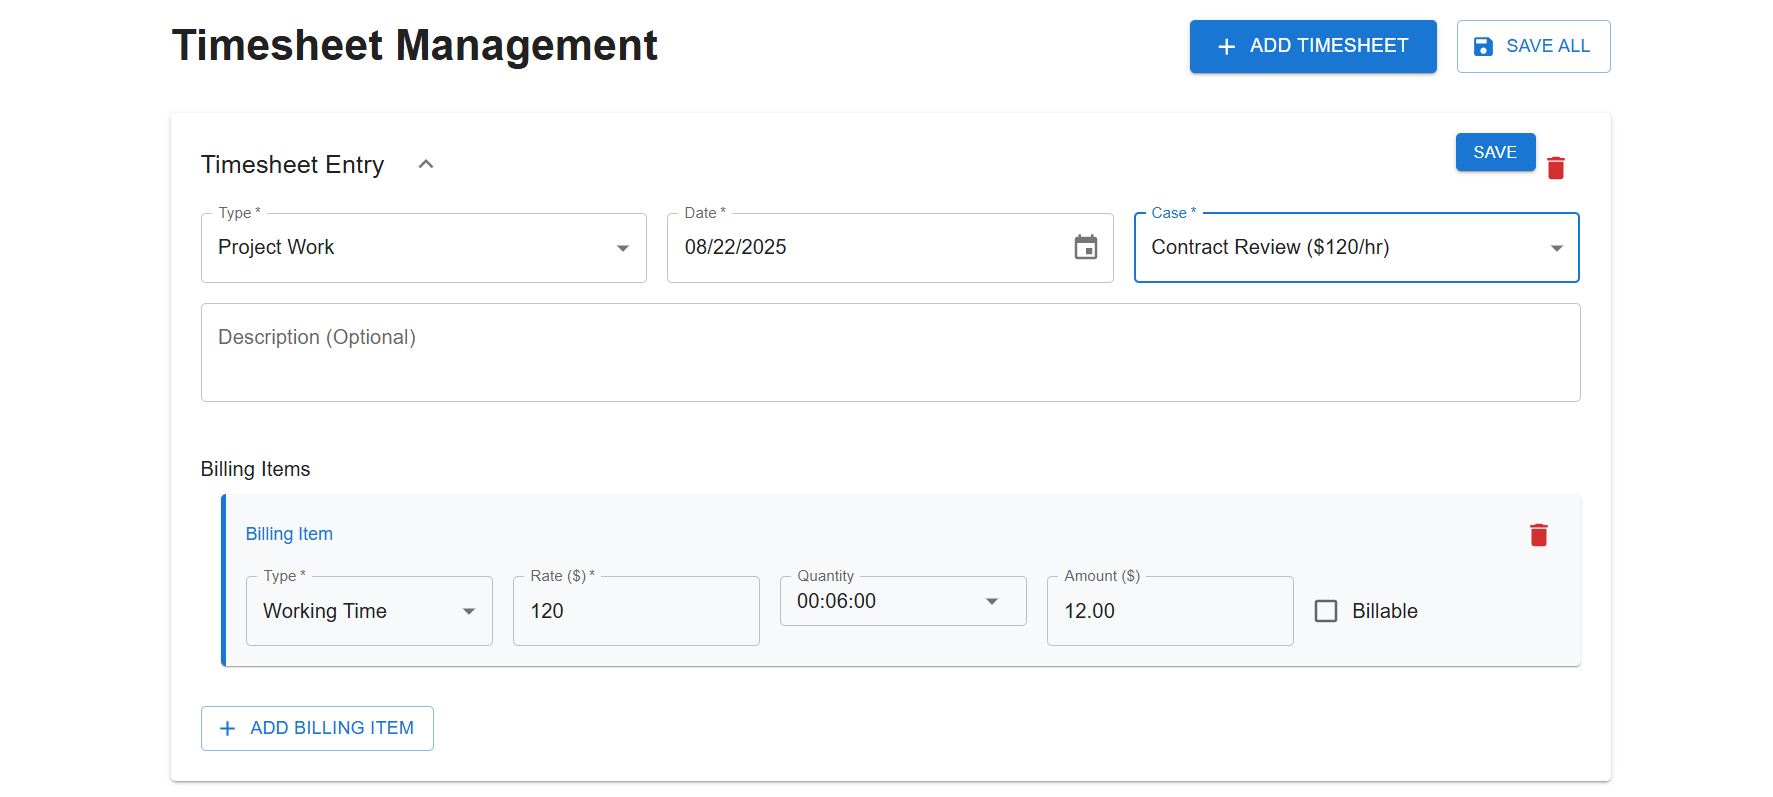 Timesheet Management
ADD TIMESHEET
SAVE ALL
Timesheet Entry
SAVE
Type *
Project Work
Date *
08/22/2025
Case *
Contract Review ($120/hr)
Description (Optional)
Billing Items
Billing Item
Type *
Working Time
Rate ($) *
120
Quantity
00:06:00
Amount ($)
12.00
Billable
ADD BILLING ITEM